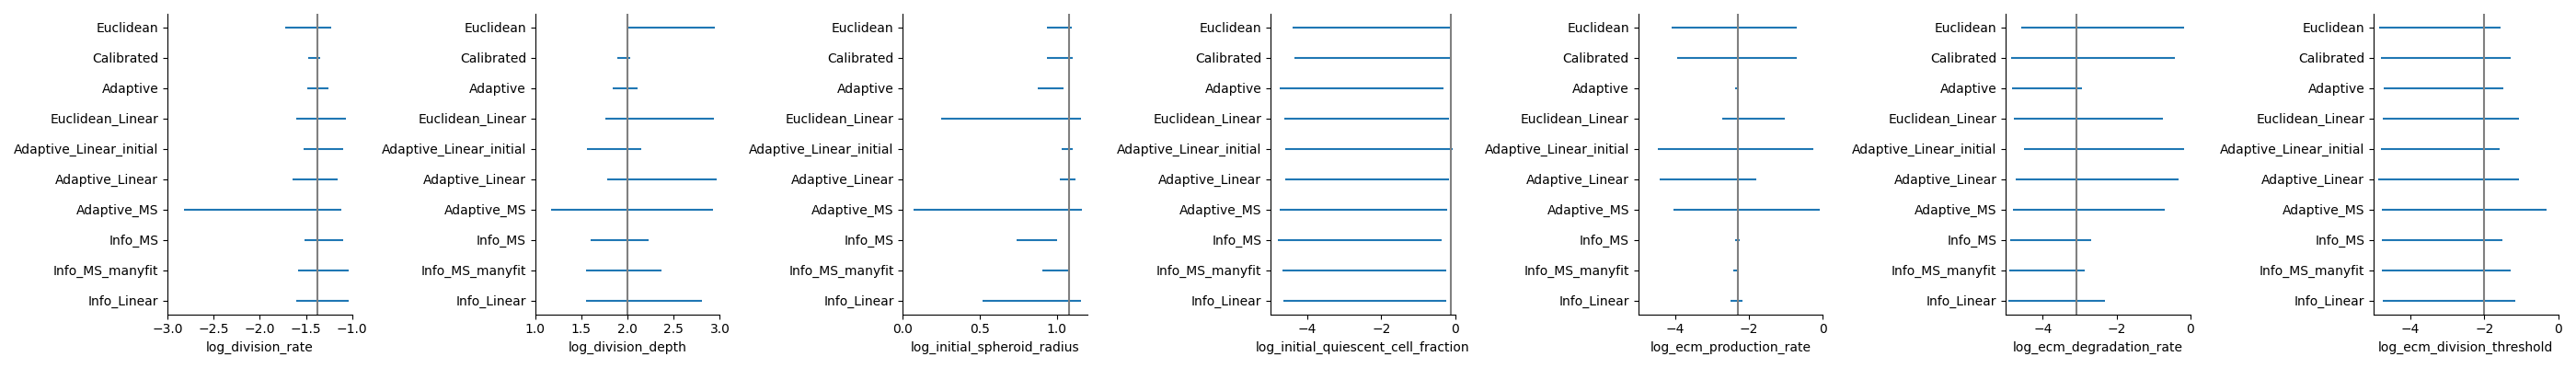 Euclidean
Calibrated
Adaptive
Euclidean_Linear
Adaptive_Linear_initial
Adaptive_Linear
Adaptive_MS
Info_MS
Info_MS_manyfit
Info_Linear
−3.0 −2.5 −2.0 −1.5 −1.0
log_division_rate
Euclidean
Calibrated
Adaptive
Euclidean_Linear
Adaptive_Linear_initial
Adaptive_Linear
Adaptive_MS
Info_MS
Info_MS_manyfit
Info_Linear
1.0 1.5 2.0 2.5 3.0
log_division_depth
Euclidean
Calibrated
Adaptive
Euclidean_Linear
Adaptive_Linear_initial
Adaptive_Linear
Adaptive_MS
Info_MS
Info_MS_manyfit
Info_Linear
0.0 0.5 1.0
log_initial_spheroid_radius
Euclidean
Calibrated
Adaptive
Euclidean_Linear
Adaptive_Linear_initial
Adaptive_Linear
Adaptive_MS
Info_MS
Info_MS_manyfit
Info_Linear
−4 −2 0
log_initial_quiescent_cell_fraction
Euclidean
Calibrated
Adaptive
Euclidean_Linear
Adaptive_Linear_initial
Adaptive_Linear
Adaptive_MS
Info_MS
Info_MS_manyfit
Info_Linear
−4 −2 0
log_ecm_production_rate
Euclidean
Calibrated
Adaptive
Euclidean_Linear
Adaptive_Linear_initial
Adaptive_Linear
Adaptive_MS
Info_MS
Info_MS_manyfit
Info_Linear
−4 −2 0
log_ecm_degradation_rate
Euclidean
Calibrated
Adaptive
Euclidean_Linear
Adaptive_Linear_initial
Adaptive_Linear
Adaptive_MS
Info_MS
Info_MS_manyfit
Info_Linear
−4 −2 0
log_ecm_division_threshold